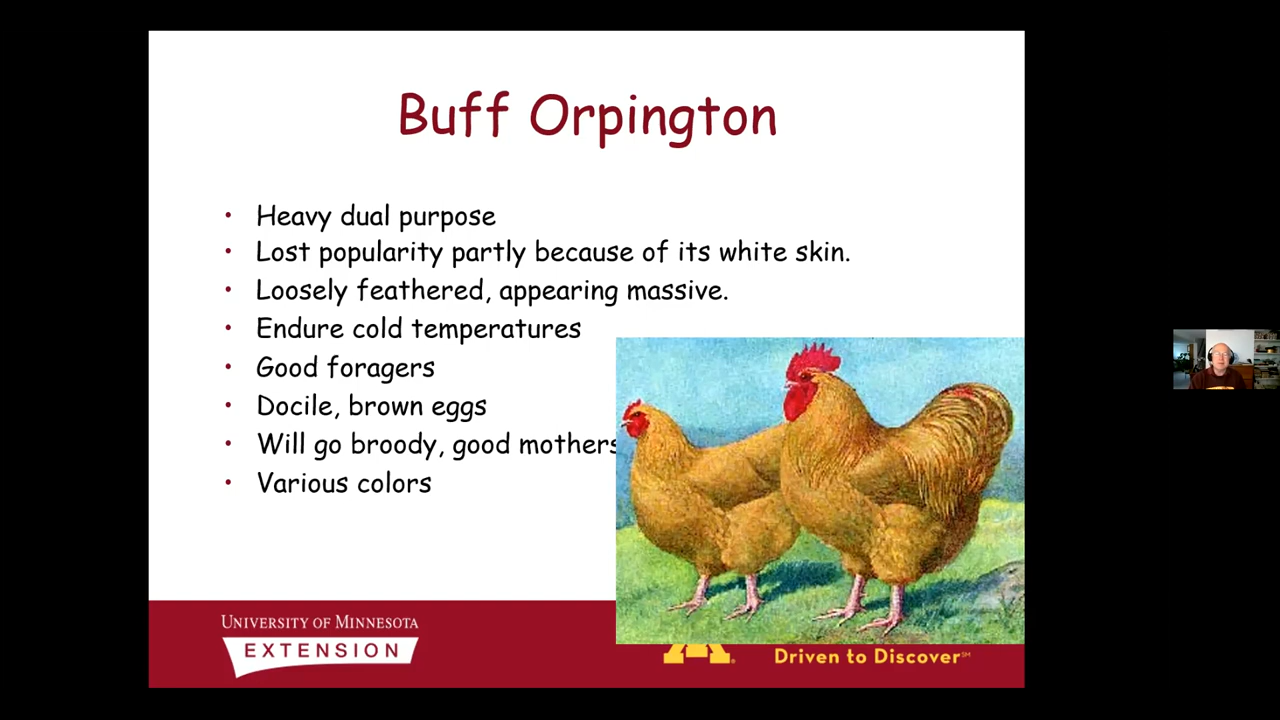 Buff Orpington
• Heavy dual purpose
• Lost popularity partly because of its white skin.
• Loosely feathered, appearing massive.
• Endure cold temperatures
• Good foragers
• Docile, brown eggs
• Will go broody, good mothers
• Various colors
UNIVERSITY OF MINNESOTA
EXTENSION
Driven to Discover℠